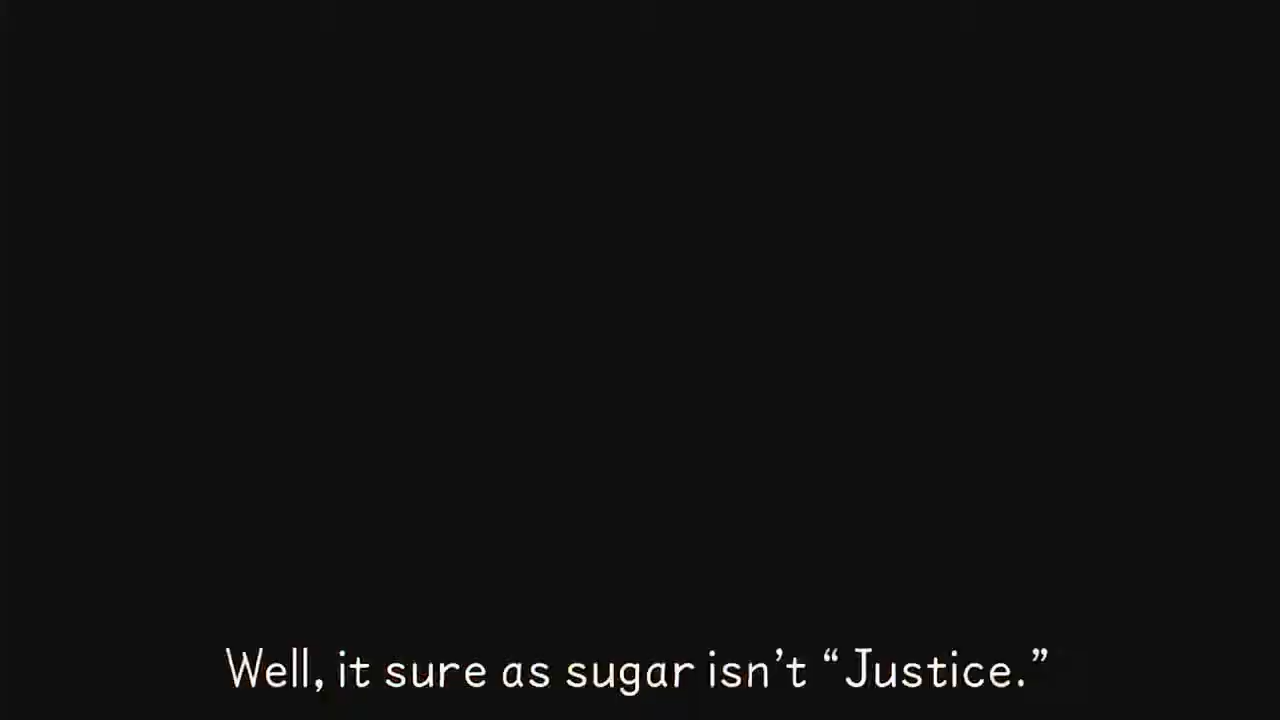 Well, it sure as sugar isn’t “Justice.”